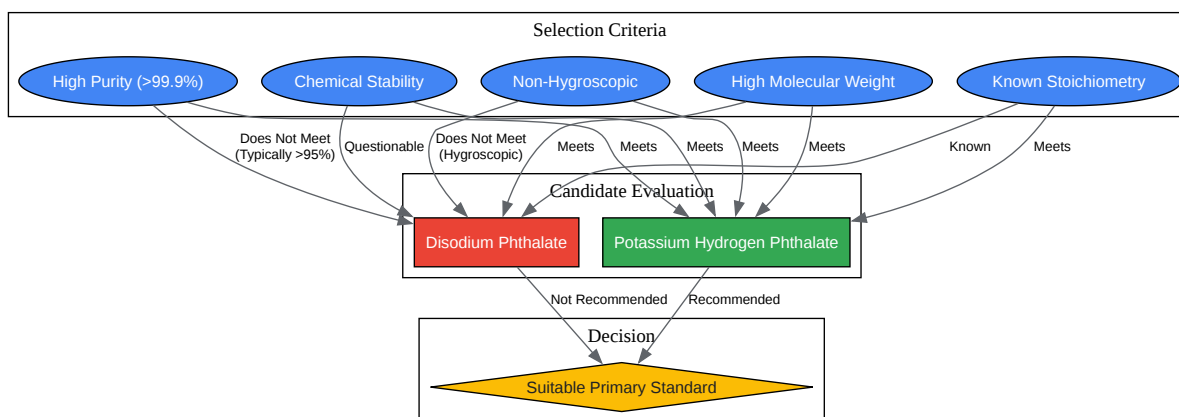 Selection Criteria
High Purity (>99.9%)
Chemical Stability
Non-Hygroscopic
High Molecular Weight
Known Stoichiometry
Does Not Meet
(Typically >95%)
Questionable
Does Not Meet
(Hygroscopic)
Meets
Meets
Meets
Meets
Meets
Known
Meets
Candidate Evaluation
Disodium Phthalate
Potassium Hydrogen Phthalate
Not Recommended
Recommended
Decision
Suitable Primary Standard